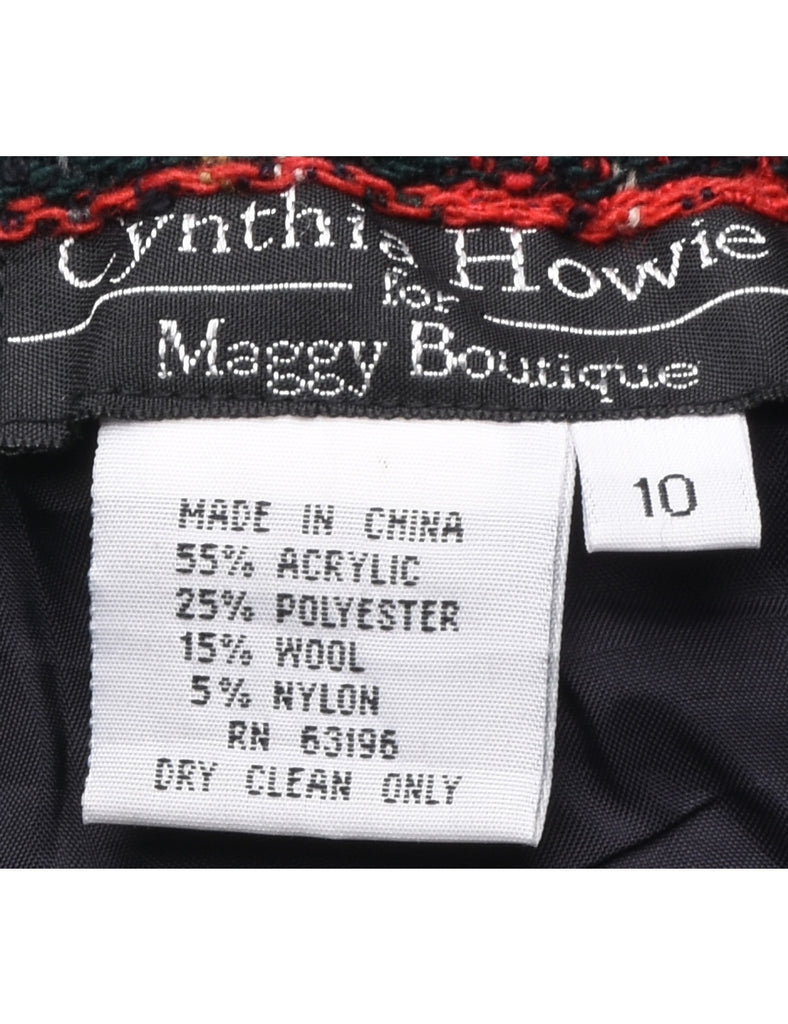 Cynthia Howie
for
Maggy Boutique
10
MADE IN CHINA
55% ACRYLIC
25% POLYESTER
15% WOOL
5% NYLON
RN 63196
DRY CLEAN ONLY